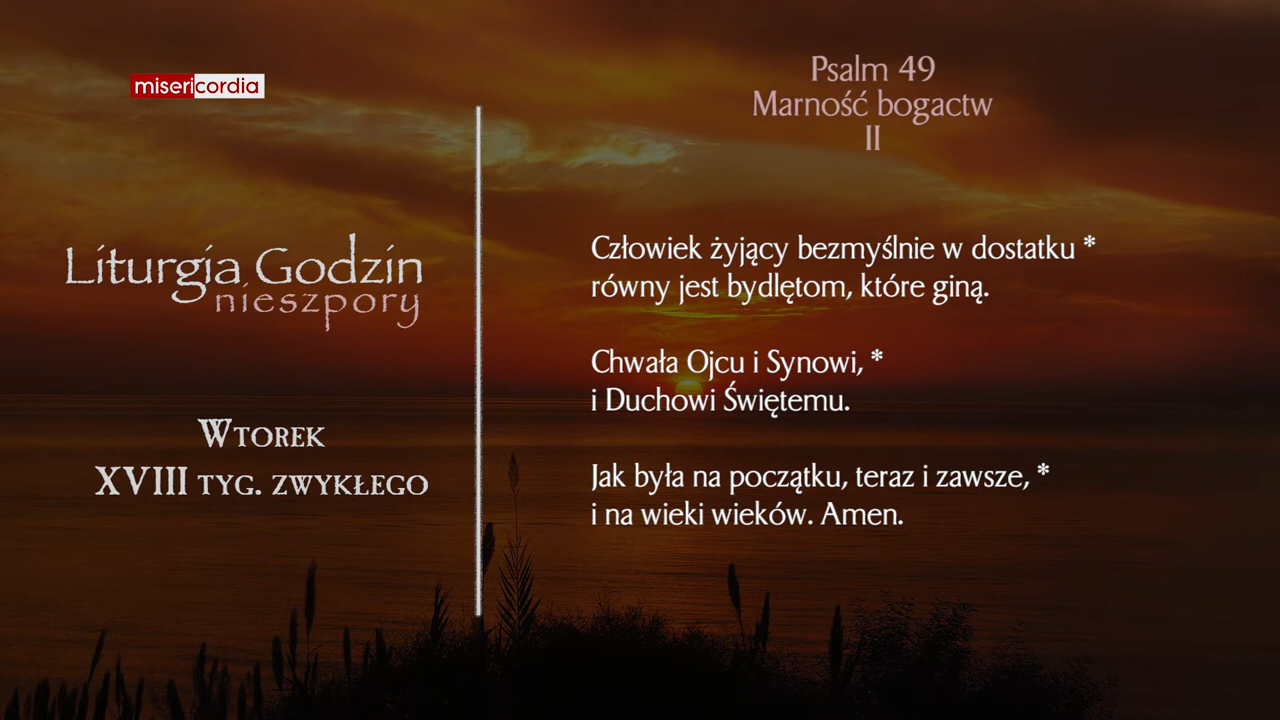 misericordia
Liturgia Godzin
nieszpory
Wtorek
XVIII tyg. zwykłego
Psalm 49
Marność bogactw
II
Człowiek żyjący bezmyślnie w dostatku *
równy jest bydlętom, które giną.
Chwała Ojcu i Synowi, *
i Duchowi Świętemu.
Jak była na początku, teraz i zawsze, *
i na wieki wieków. Amen.